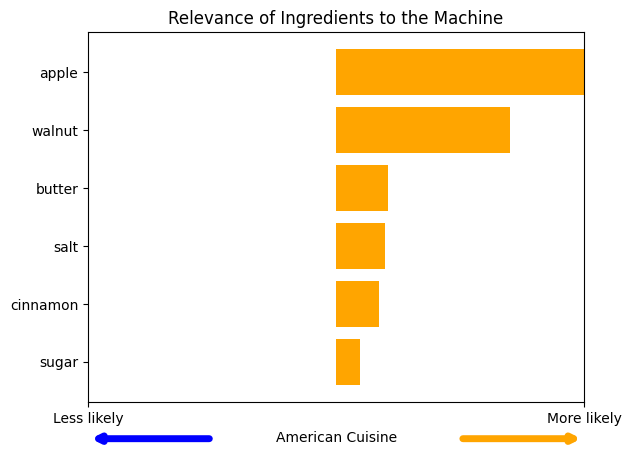 Relevance of Ingredients to the Machine
apple
walnut
butter
salt
cinnamon
sugar
Less likely More likely
American Cuisine